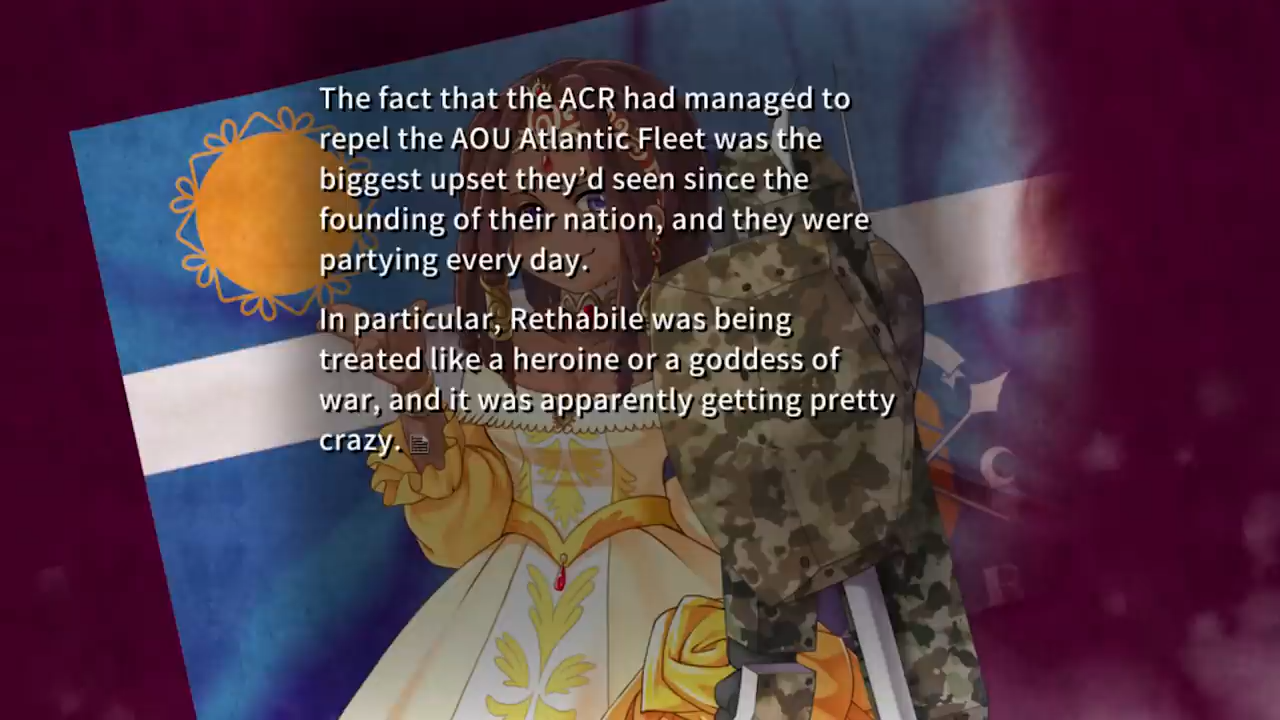 The fact that the ACR had managed to
repel the AOU Atlantic Fleet was the
biggest upset they’d seen since the
founding of their nation, and they were
partying every day.
In particular, Rethabile was being
treated like a heroine or a goddess of
war, and it was apparently getting pretty
crazy.